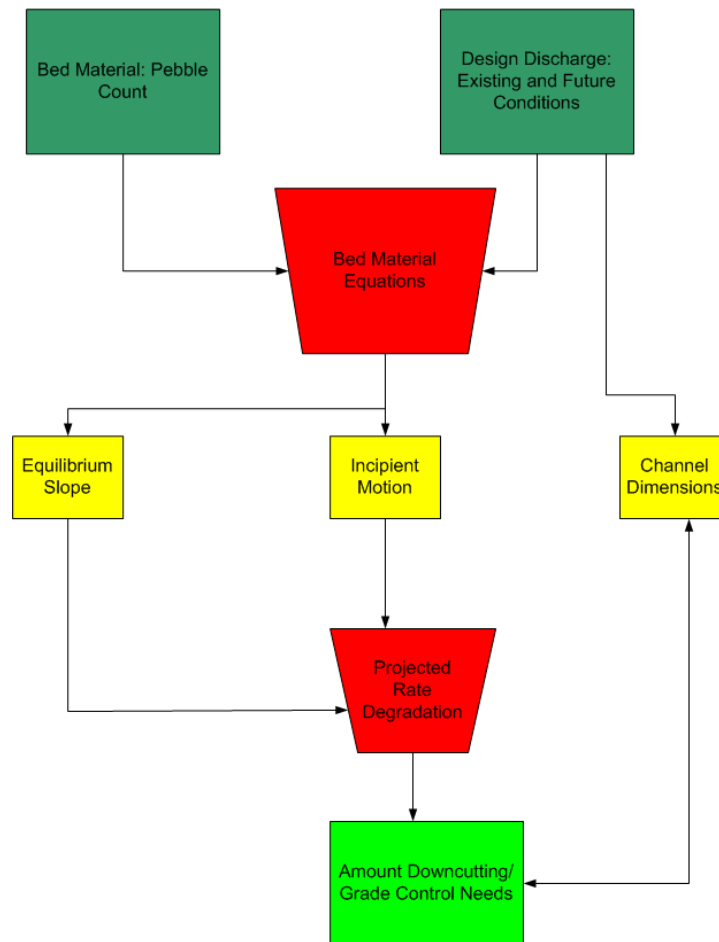 Bed Material: Pebble
Count
Design Discharge:
Existing and Future
Conditions
Bed Material
Equations
Equilibrium
Slope
Incipient
Motion
Channel
Dimensions
Projected
Rate
Degradation
Amount Downcutting/
Grade Control Needs